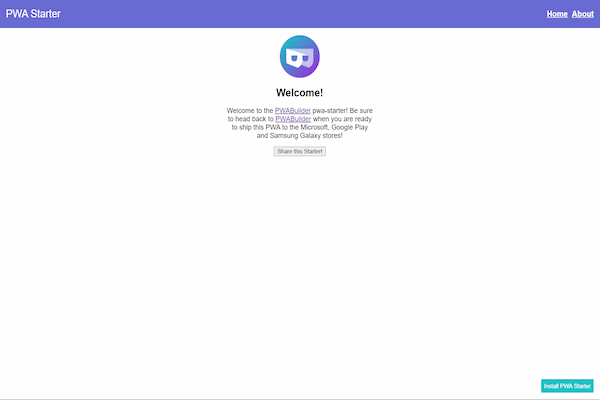 PWA Starter
Home About
Welcome!
Welcome to the PWABuilder pwa-starter! Be sure
to head back to PWABuilder when you are ready
to ship this PWA to the Microsoft, Google Play
and Samsung Galaxy stores!
Share this Starter!
Install PWA Starter